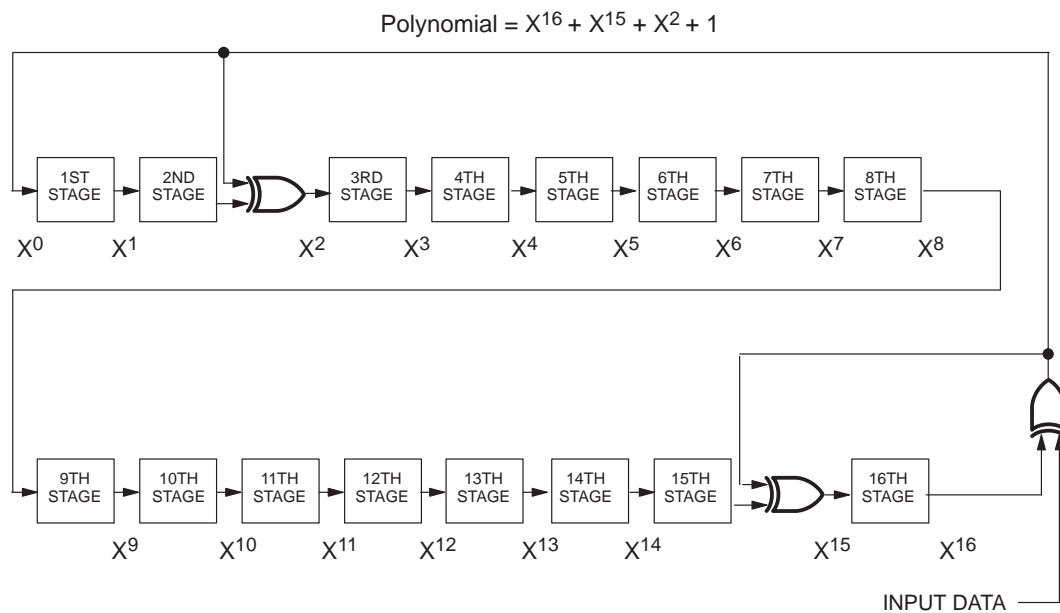 Polynomial = X16 + X15 + X2 + 1
1ST STAGE
2ND STAGE
3RD STAGE
4TH STAGE
5TH STAGE
6TH STAGE
7TH STAGE
8TH STAGE
X0 X1 X2 X3 X4 X5 X6 X7 X8
9TH STAGE
10TH STAGE
11TH STAGE
12TH STAGE
13TH STAGE
14TH STAGE
15TH STAGE
16TH STAGE
X9 X10 X11 X12 X13 X14 X15 X16
INPUT DATA